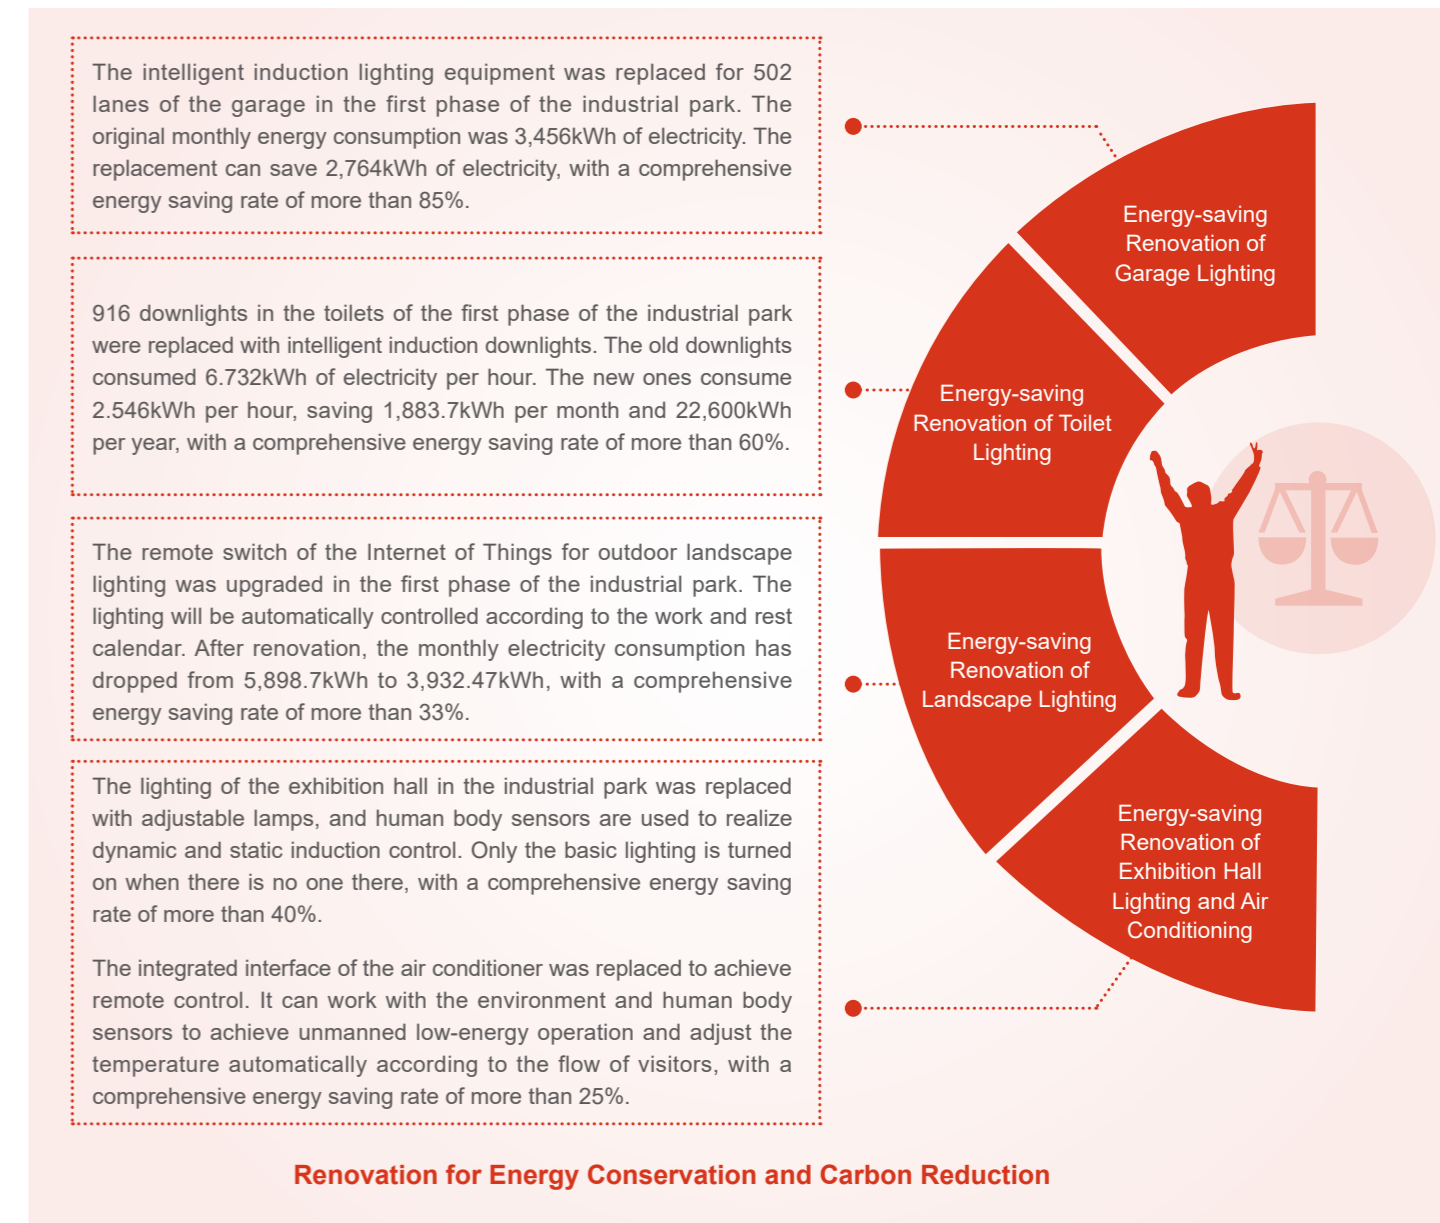 The intelligent induction lighting equipment was replaced for 502
lanes of the garage in the first phase of the industrial park. The
original monthly energy consumption was 3,456kWh of electricity. The
replacement can save 2,764kWh of electricity, with a comprehensive
energy saving rate of more than 85%.
Energy-saving
Renovation of
Garage Lighting
916 downlights in the toilets of the first phase of the industrial park
were replaced with intelligent induction downlights. The old downlights
consumed 6.732kWh of electricity per hour. The new ones consume
2.546kWh per hour, saving 1,883.7kWh per month and 22,600kWh
per year, with a comprehensive energy saving rate of more than 60%.
Energy-saving
Renovation of Toilet
Lighting
The remote switch of the Internet of Things for outdoor landscape
lighting was upgraded in the first phase of the industrial park. The
lighting will be automatically controlled according to the work and rest
calendar. After renovation, the monthly electricity consumption has
dropped from 5,898.7kWh to 3,932.47kWh, with a comprehensive
energy saving rate of more than 33%.
Energy-saving
Renovation of
Landscape Lighting
The lighting of the exhibition hall in the industrial park was replaced
with adjustable lamps, and human body sensors are used to realize
dynamic and static induction control. Only the basic lighting is turned
on when there is no one there, with a comprehensive energy saving
rate of more than 40%.
The integrated interface of the air conditioner was replaced to achieve
remote control. It can work with the environment and human body
sensors to achieve unmanned low-energy operation and adjust the
temperature automatically according to the flow of visitors, with a
comprehensive energy saving rate of more than 25%.
Energy-saving
Renovation of
Exhibition Hall
Lighting and Air
Conditioning
Renovation for Energy Conservation and Carbon Reduction